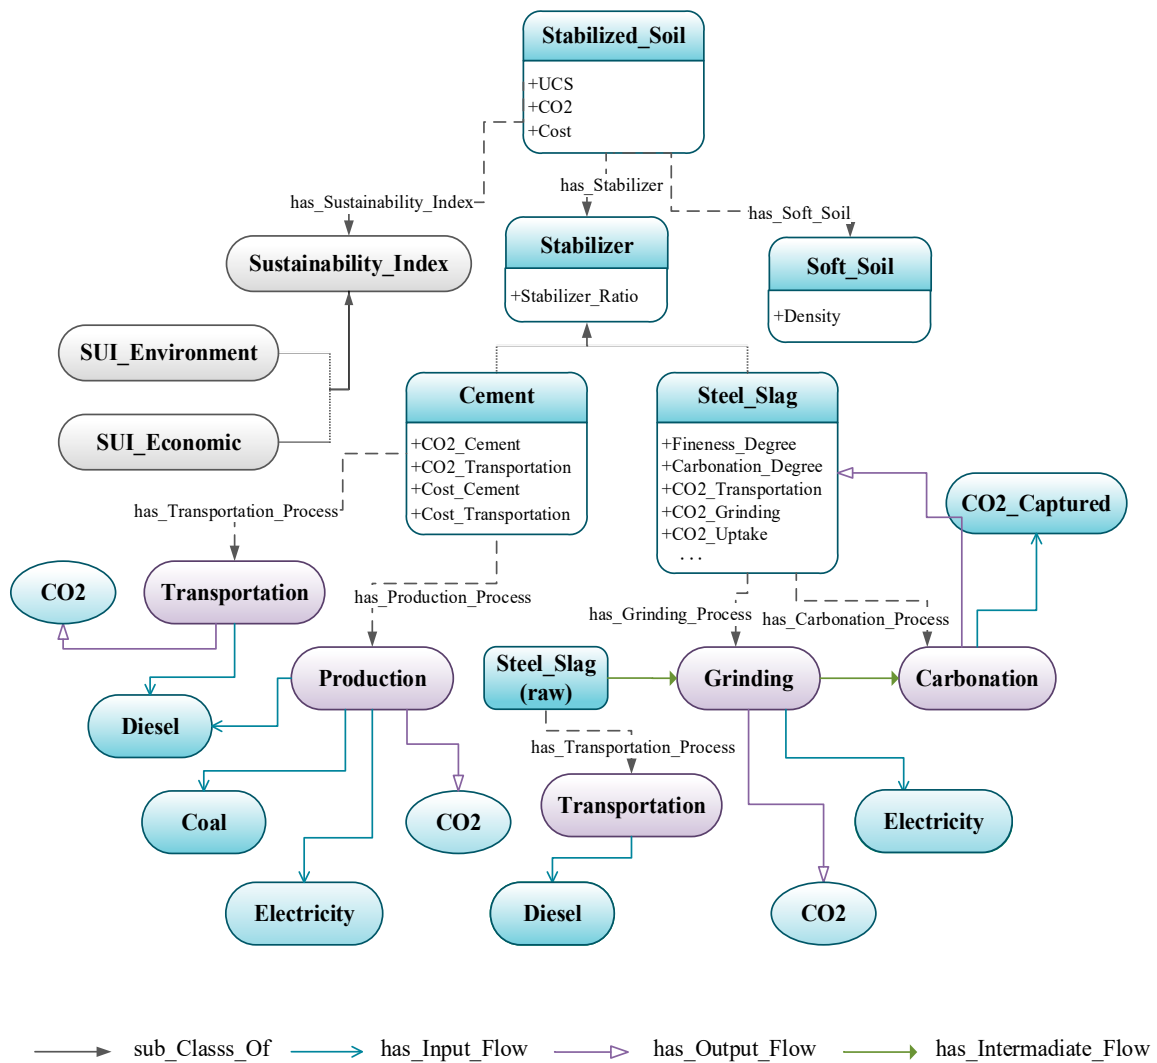 Stabilized_Soil
+UCS
+CO2
+Cost
has_Sustainability_Index
has_Stabilizer
has_Soft_Soil
Sustainability_Index
Stabilizer
+Stabilizer_Ratio
Soft_Soil
+Density
SUI_Environment
SUI_Economic
Cement
+CO2_Cement
+CO2_Transportation
+Cost_Cement
+Cost_Transportation
Steel_Slag
+Fineness_Degree
+Carbonation_Degree
+CO2_Transportation
+CO2_Grinding
+CO2_Uptake
...
CO2_Captured
has_Transportation_Process
CO2
Transportation
has_Production_Process
has_Grinding_Process
has_Carbonation_Process
Production
Steel_Slag
(raw)
Grinding
Carbonation
Diesel
has_Transportation_Process
Coal
CO2
Transportation
Electricity
Electricity
Diesel
CO2
sub_Classs_Of
has_Input_Flow
has_Output_Flow
has_Intermadiate_Flow